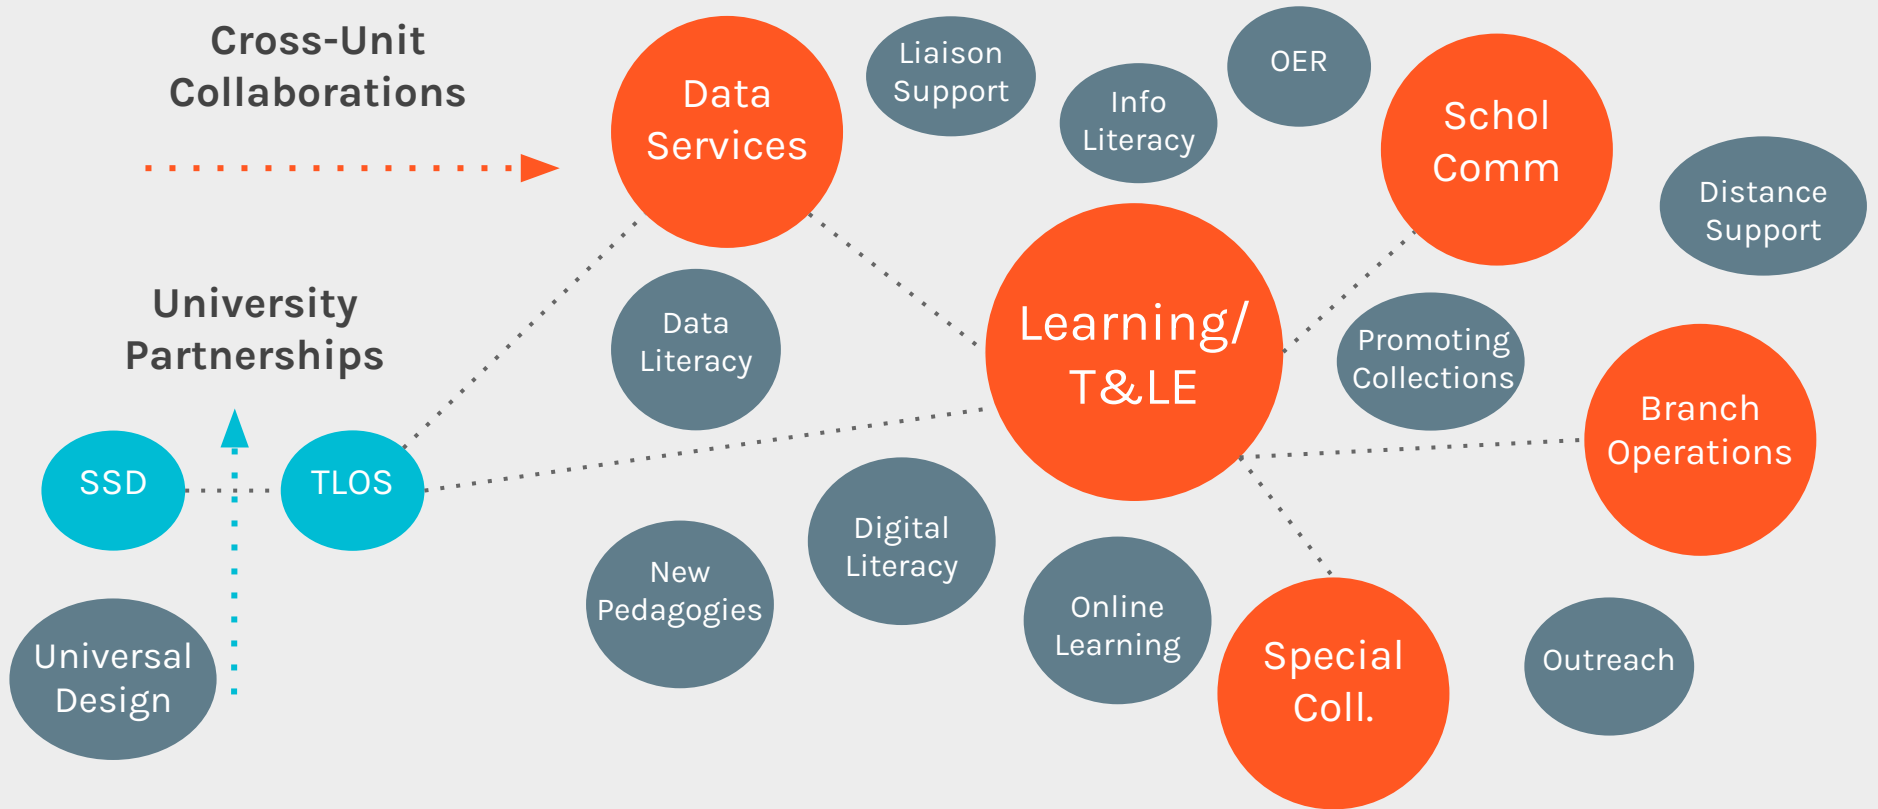 Cross-Unit
Collaborations
University
Partnerships
Data
Services
Liaison
Support
Info
Literacy
OER
Schol
Comm
Distance
Support
Data
Literacy
Learning/
T&LE
Promoting
Collections
Branch
Operations
SSD
TLOS
Universal
Design
New
Pedagogies
Digital
Literacy
Online
Learning
Special
Coll.
Outreach